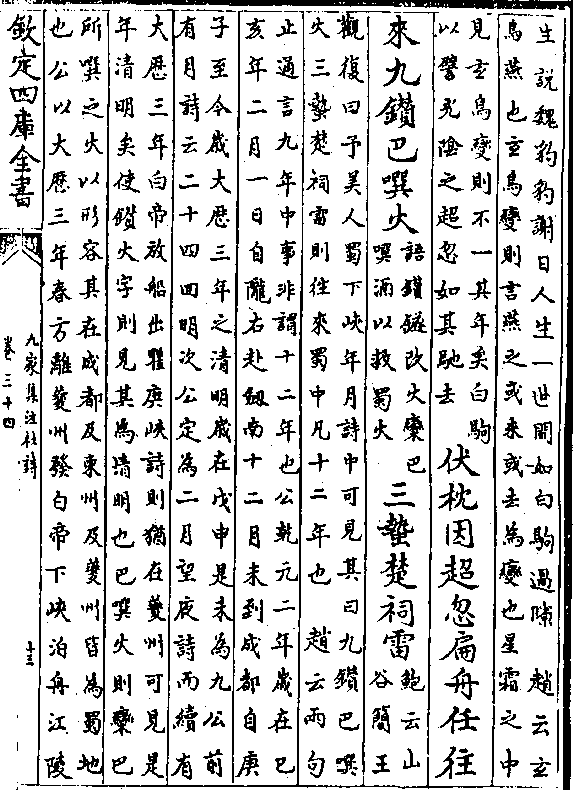 生說魏豹豹謝曰人生一世間如白駒過隙 趙云玄
鳥燕也玄鳥變則言燕之或来或去為變也星霜之中
見玄鳥變則不一其年矣白駒
以譬光隂之超忽如其馳去
伏枕因超忽扁舟任往
來九鑽巴噀火
語鑽燧改火欒巴
噀酒以救蜀火
三蟄楚祠雷
鮑云山
谷簡王
觀復曰予美人蜀下峽年月詩中可見其曰九鑽巴噀
火三蟄楚祠雷則往來蜀中凡十二年也 趙云兩句
止通言九年中事非謂十二年也公乾元二年歲在已
亥年二月一日自隴右赴劔南十二月末到成都自庚
子至今歲大厯三年之清明歲在戊申是未為九公前
有月詩云二十四囬明次公定為二月望夜詩而續有
大厯三年白帝放船出瞿唐峽詩則猶在夔州可見是
年清明矣使鑽火字則見其為清明也巴噀火則欒巴
所噀之火以形容其在成都及東州及夔州皆為蜀地
也公以大厯三年春方離夔州發白帝下峽泊舟江陵
欽定四庫全書
九家集注杜詩
卷三十四
十三